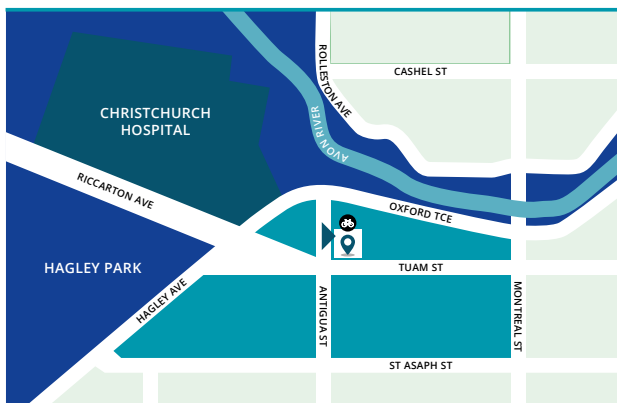 CASHEL ST
ROLLESTON AVE
CHRISTCHURCH
HOSPITAL
AVON RIVER
RICCARTON AVE
OXFORD TCE
HAGLEY PARK
TUAM ST
HAGLEY AVE
ANTIGUA ST
MONTREAL ST
ST ASAPH ST